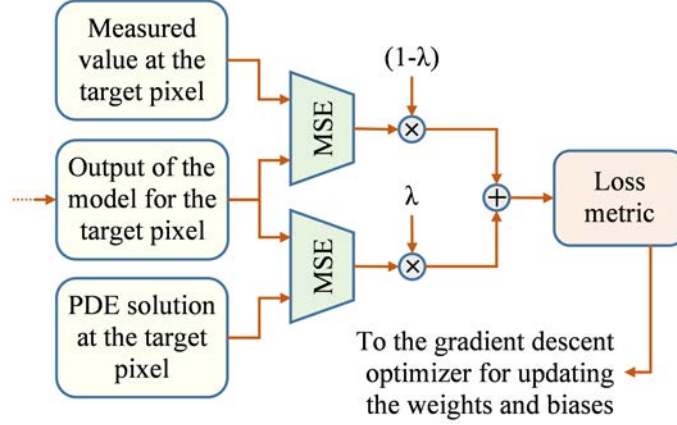 Measured
value at the
target pixel
(1-λ)
MSE
×
Output of the
model for the
target pixel
+
Loss
metric
λ
MSE
×
PDE solution
at the target
pixel
To the gradient descent
optimizer for updating
the weights and biases